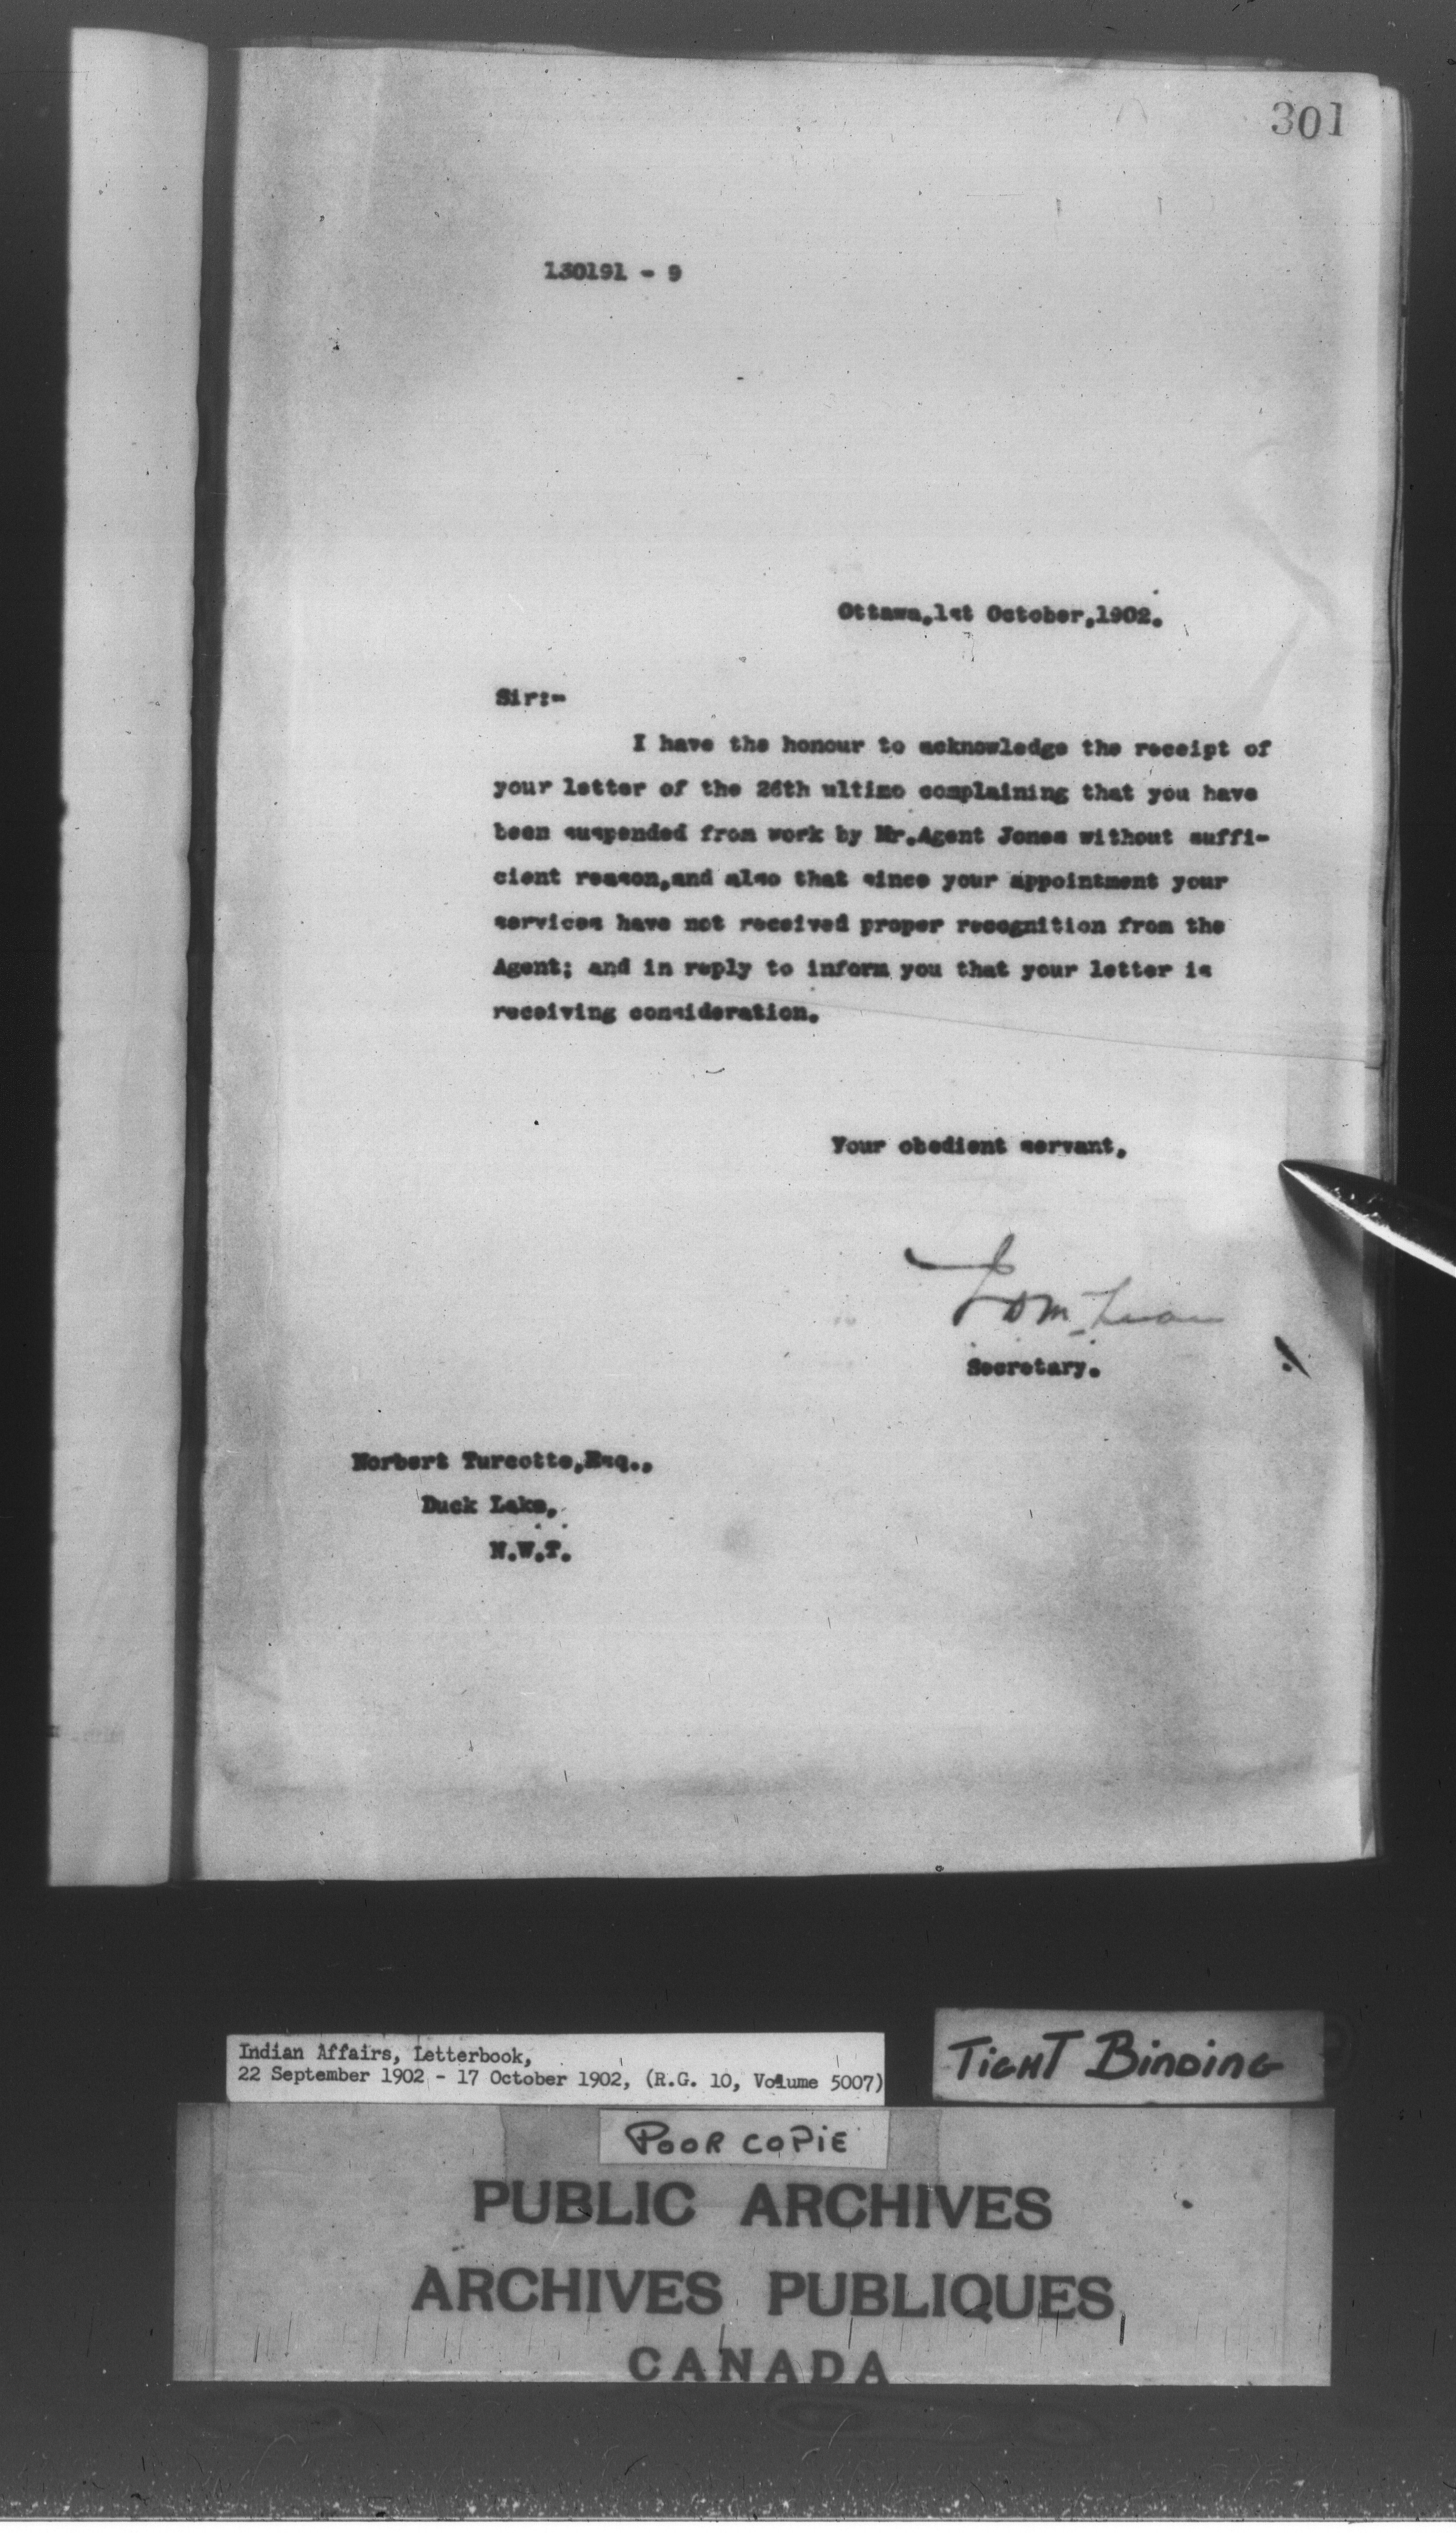 301
130191 - 9
Ottawa,1st October,1902.
Sir:-
I have the honour to acknowledge the receipt of
your letter of the 26th ultimo complaining that you have
been suspended from work by Mr.Agent Jones without suffi-
cient reason,and also that since your appointment your
services have not received proper recognition from the
Agent; and in reply to inform you that your letter is
receiving consideration.
Your obedient servant,
J D McLean
Secretary.
Norbert Turcotte,Esq.,
Duck Lake,
N.W.T.
Indian Affairs, Letterbook,
22 September 1902 - 17 October 1902, (R.G. 10, Volume 5007)
TIGHT BINDING
POOR COPIE
PUBLIC ARCHIVES
ARCHIVES PUBLIQUES
CANADA